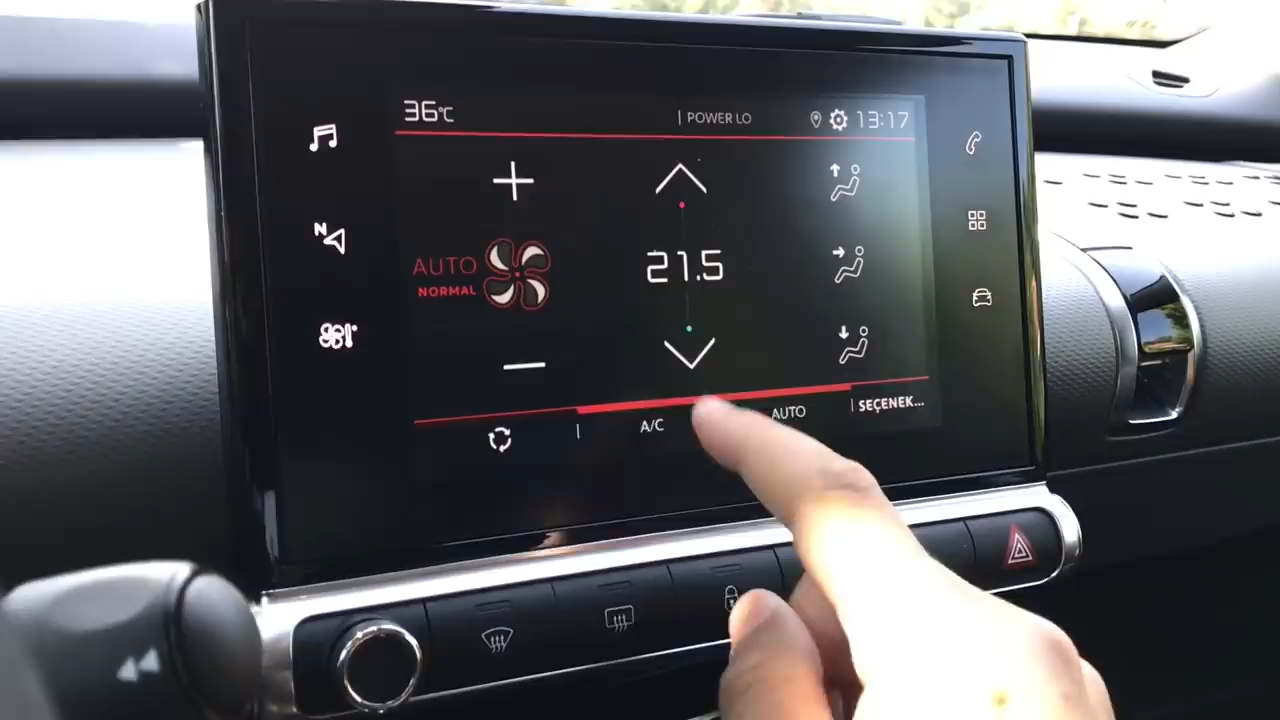 36°C | POWER LO 13:17
N
AUTO
NORMAL
21.5
| A/C AUTO | SEÇENEK...